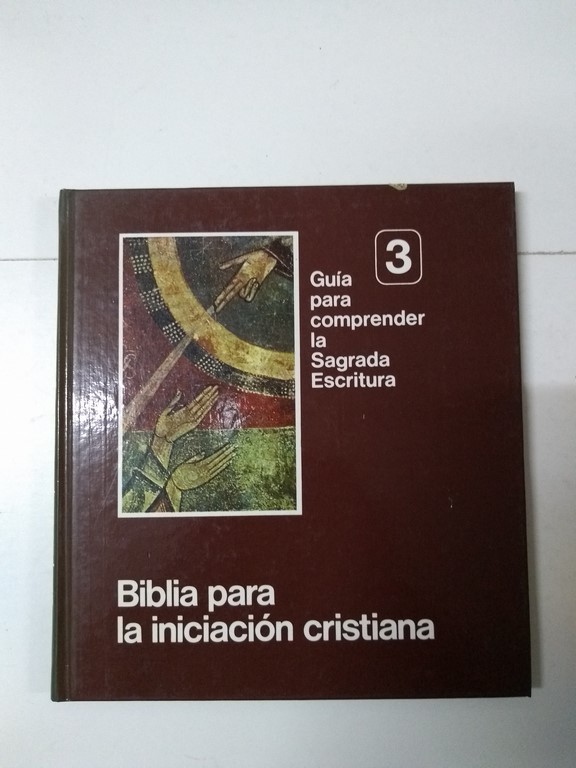 3
Guía
para
comprender
la
Sagrada
Escritura
Biblia para
la iniciación cristiana